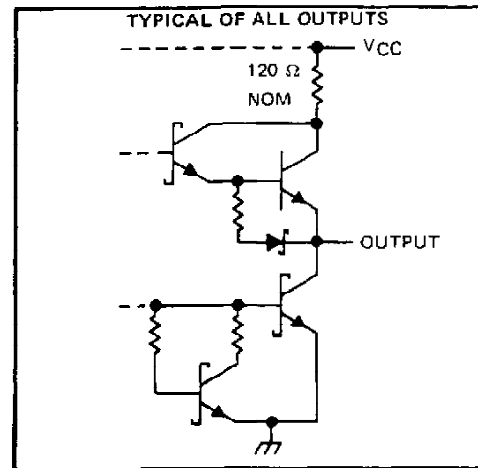 TYPICAL OF ALL OUTPUTS
VCC
120 Ω
NOM
OUTPUT